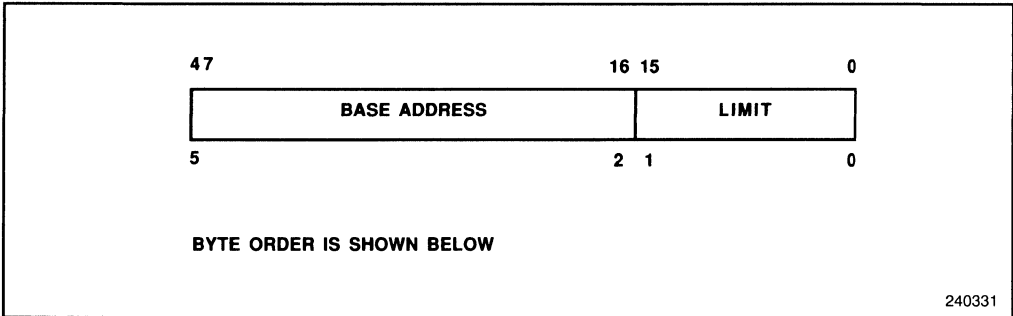 47 16 15 0
BASE ADDRESS LIMIT
5 2 1 0
BYTE ORDER IS SHOWN BELOW
240331